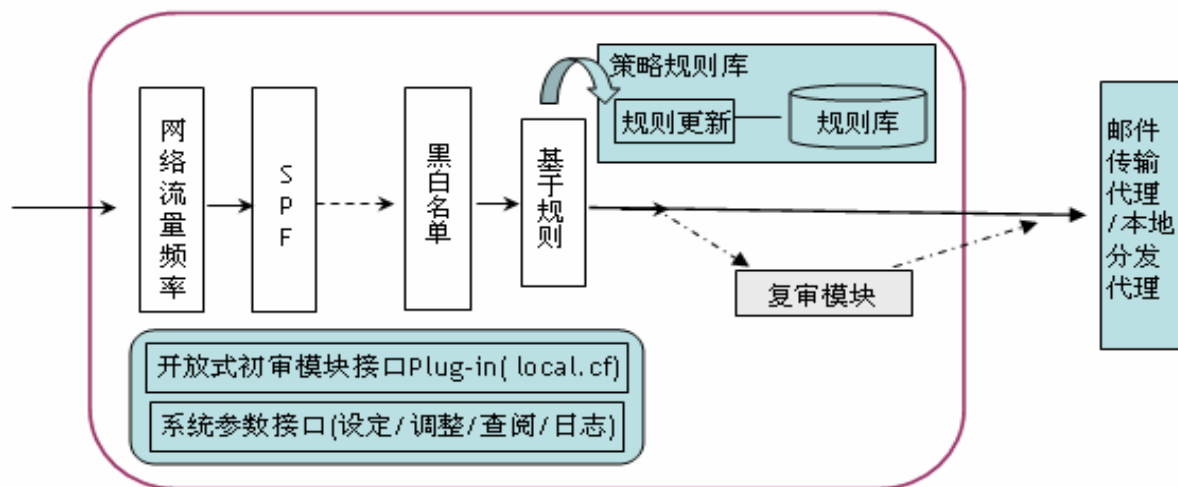 网络流量频率
SPF
黑白名单
基于规则
策略规则库
规则更新
规则库
复审模块
邮件
传输
代理
/本地
分发
代理
开放式初审模块接口Plug-in( local.cf)
系统参数接口(设定/调整/查阅/日志)